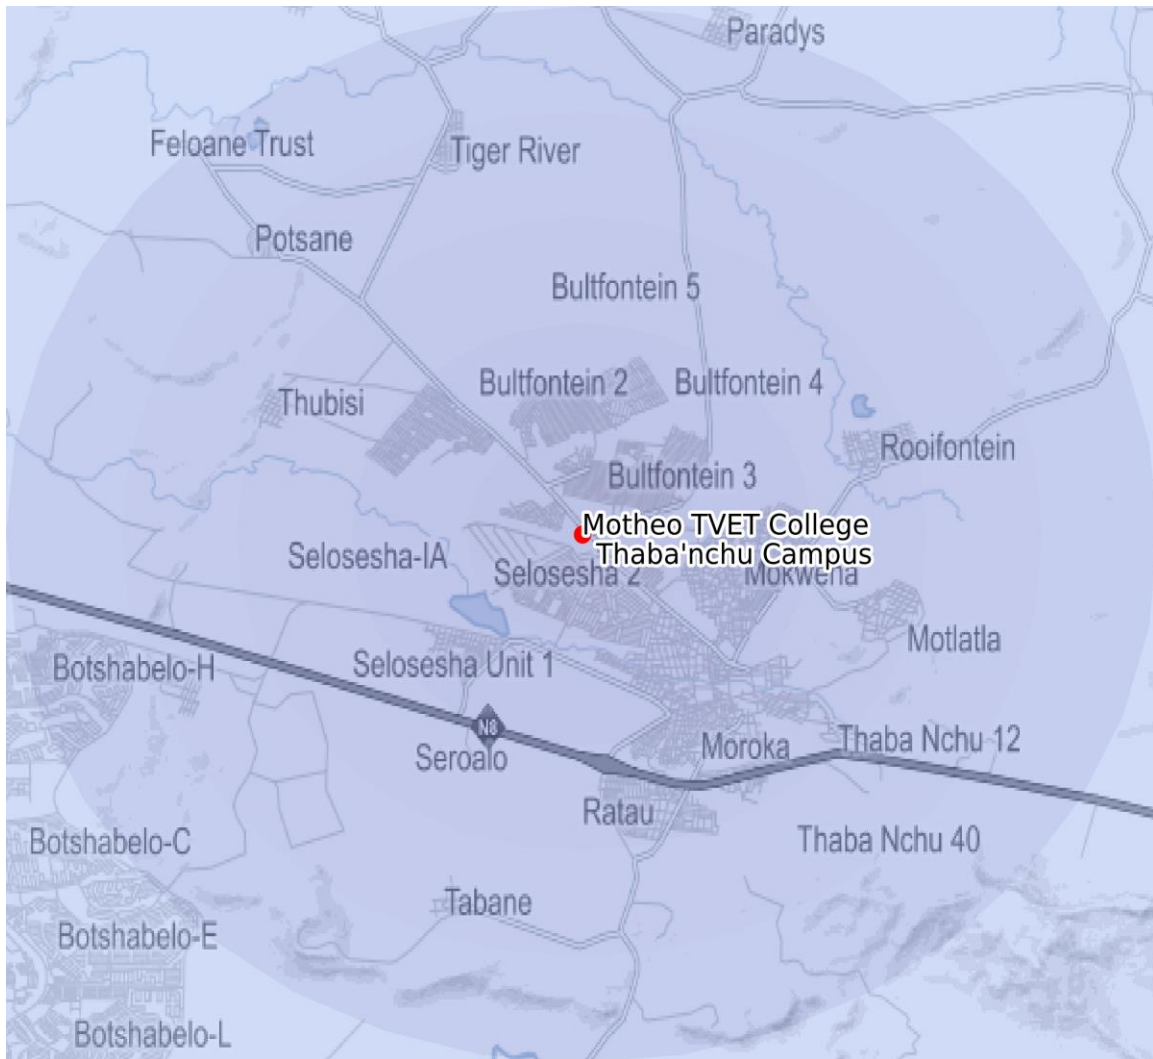 Paradys
Feloane Trust
Tiger River
Potsane
Bultfontein 5
Bultfontein 2
Bultfontein 4
Thubisi
Rooifontein
Bultfontein 3
Motheo TVET College
Thaba'nchu Campus
Selosesha-IA
Selosesha 2
Mokwena
Motlatla
Botshabelo-H
Selosesha Unit 1
N8
Moroka
Thaba Nchu 12
Seroalo
Ratau
Botshabelo-C
Thaba Nchu 40
Tabane
Botshabelo-E
Botshabelo-L